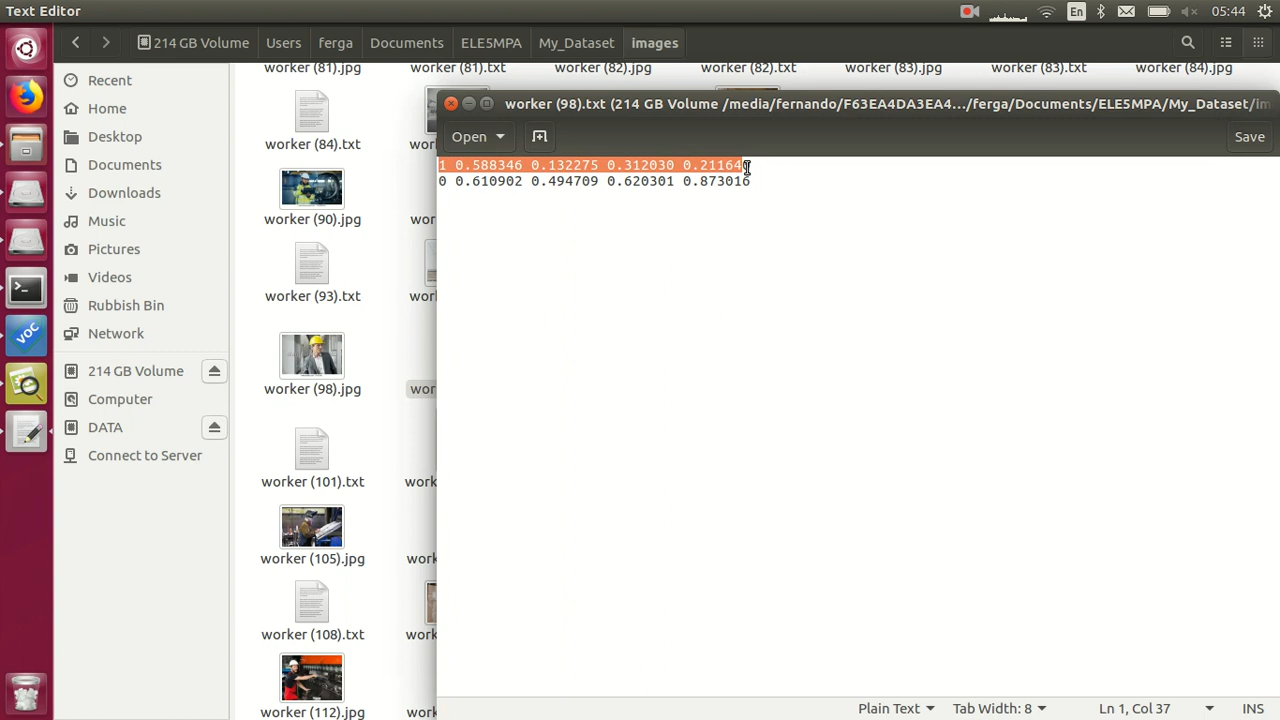 Text Editor
En
05:44
214 GB Volume
Users
ferga
Documents
ELE5MPA
My_Dataset
images
Recent
Home
Desktop
Documents
Downloads
Music
Pictures
Videos
Rubbish Bin
Network
214 GB Volume
Computer
DATA
Connect to Server
VOC
worker (81).jpg
worker (81).txt
worker (82).jpg
worker (82).txt
worker (83).jpg
worker (83).txt
worker (84).jpg
worker (84).txt
worker (90).jpg
worker (93).txt
worker (98).jpg
worker (101).txt
worker (105).jpg
worker (108).txt
worker (112).jpg
worker (98).txt (214 GB Volume /media/fernando/F63EA4DA3EA4.../ferga/Documents/ELE5MPA/My_Dataset/im
Open
Save
1 0.588346 0.132275 0.312030 0.21164
0 0.610902 0.494709 0.620301 0.873016
Plain Text
Tab Width: 8
Ln 1, Col 37
INS